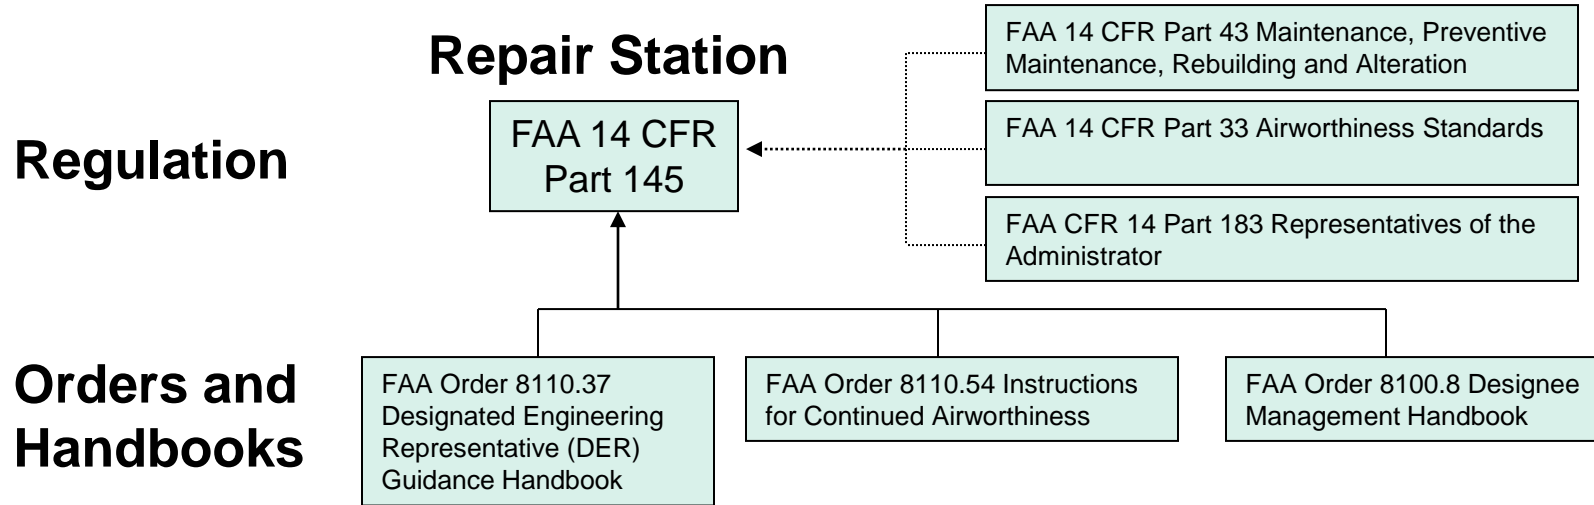 Repair Station
FAA 14 CFR
Part 145
Regulation
FAA 14 CFR Part 43 Maintenance, Preventive
Maintenance, Rebuilding and Alteration
FAA 14 CFR Part 33 Airworthiness Standards
FAA CFR 14 Part 183 Representatives of the
Administrator
Orders and
Handbooks
FAA Order 8110.37
Designated Engineering
Representative (DER)
Guidance Handbook
FAA Order 8110.54 Instructions
for Continued Airworthiness
FAA Order 8100.8 Designee
Management Handbook